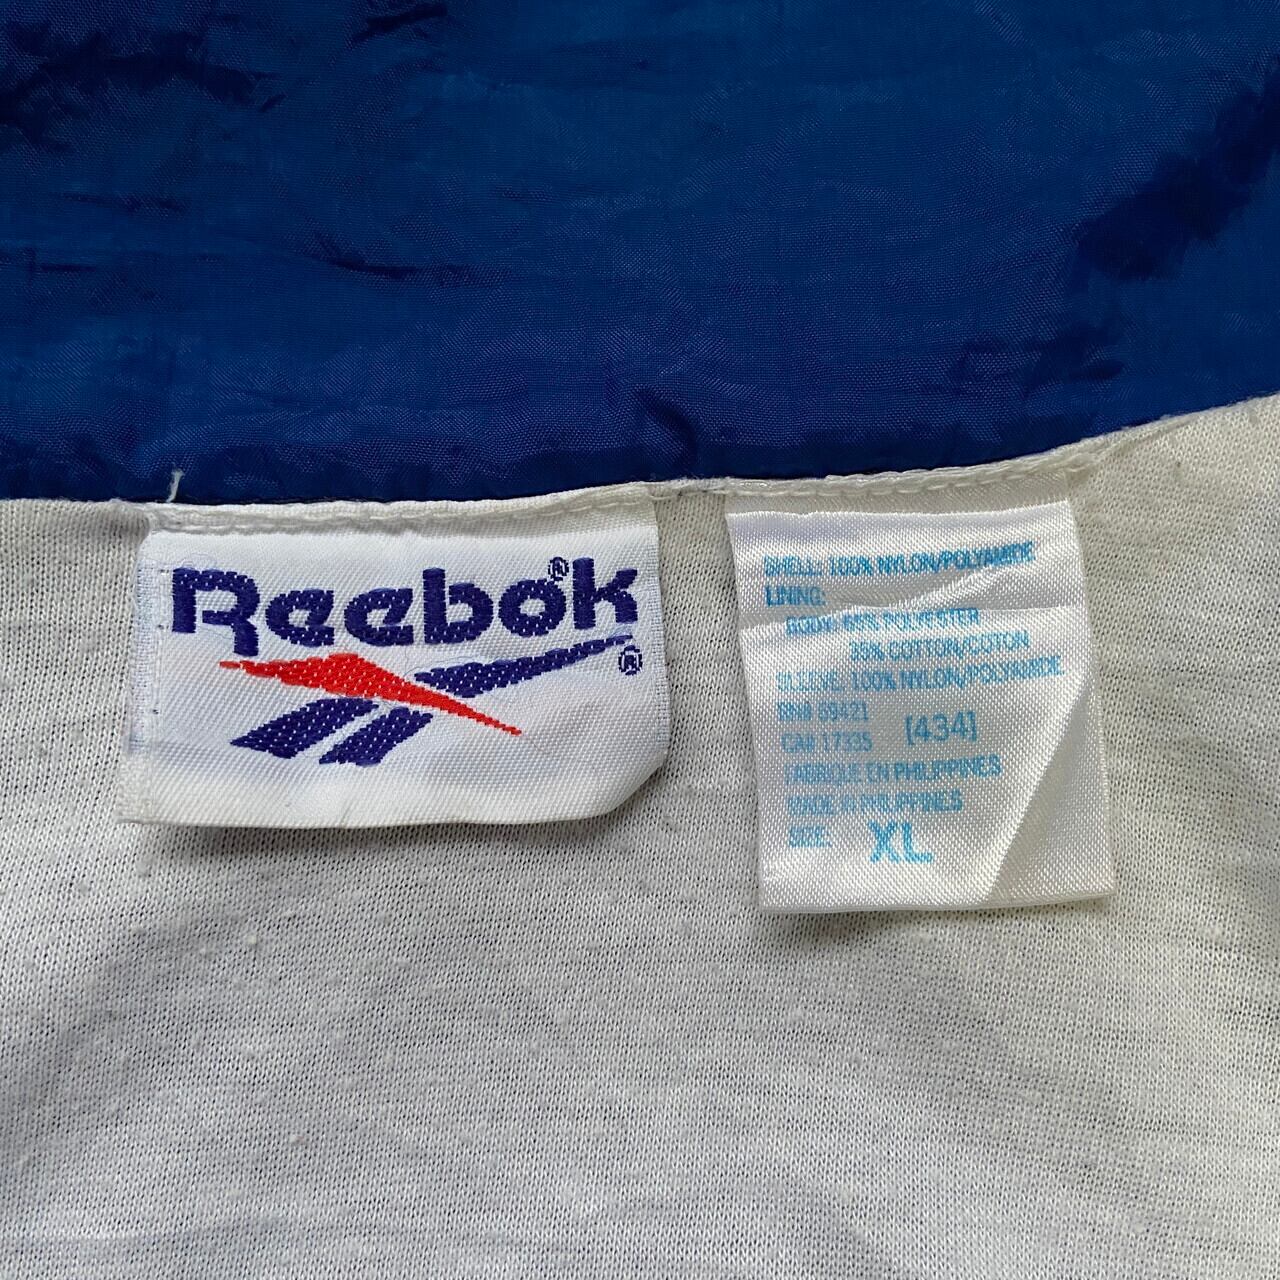 Reebok®
®
SHELL: 100% NYLON/POLYAMIDE
LINING:
BODY: 65% POLYESTER
35% COTTON/COTON
SLEEVE: 100% NYLON/POLYAMIDE
RN# 69421
CA# 17335 [434]
FABRIQUE EN PHILIPPINES
MADE IN PHILIPPINES
SIZE: XL